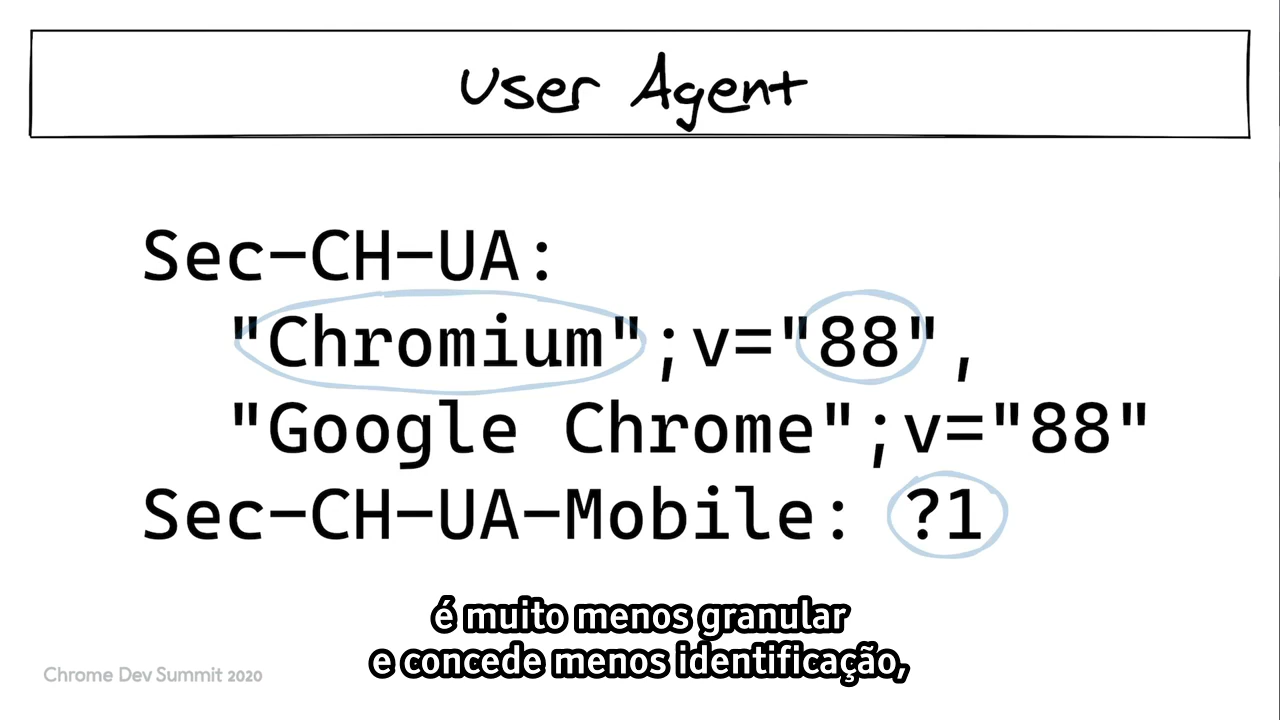 User Agent
Sec-CH-UA:
"Chromium";v="88",
"Google Chrome";v="88"
Sec-CH-UA-Mobile: ?1
é muito menos granular
e concede menos identificação,
Chrome Dev Summit 2020